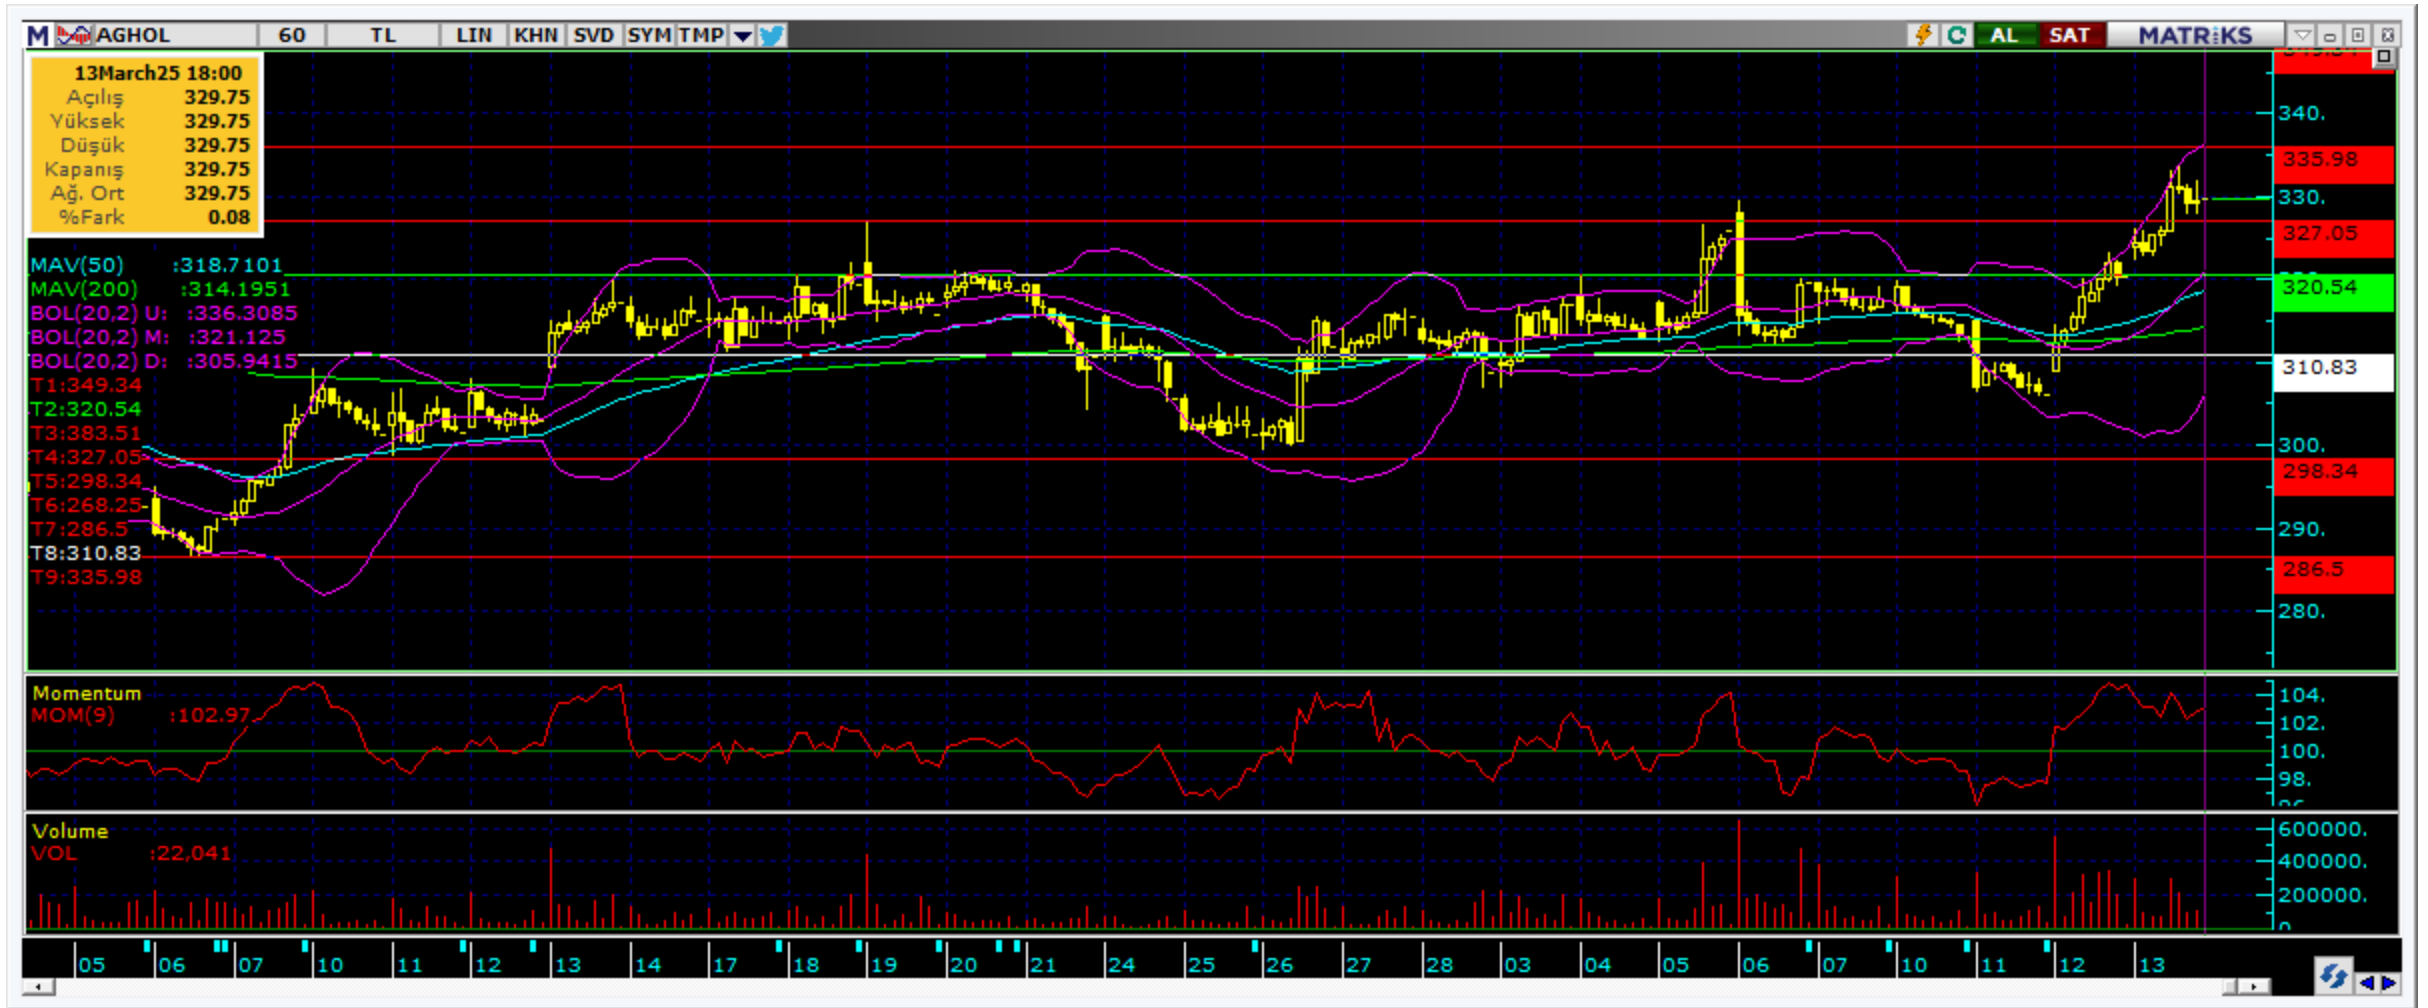 M AGHOL 60 TL LIN KHN SVD SYM TMP AL SAT MATRiKS
13March25 18:00
Açılış 329.75
Yüksek 329.75
Düşük 329.75
Kapanış 329.75
Ağ. Ort 329.75
%Fark 0.08
MAV(50) :318.7101
MAV(200) :314.1951
BOL(20,2) U: :336.3085
BOL(20,2) M: :321.125
BOL(20,2) D: :305.9415
T1:349.34
T2:320.54
T3:383.51
T4:327.05
T5:298.34
T6:268.25
T7:286.5
T8:310.83
T9:335.98
340.
335.98
330.
327.05
320.54
310.83
300.
298.34
290.
286.5
280.
Momentum
MOM(9) :102.97
104.
102.
100.
98.
Volume
VOL :22,041
600000.
400000.
200000.
0
05 06 07 10 11 12 13 14 17 18 19 20 21 24 25 26 27 28 03 04 05 06 07 10 11 12 13